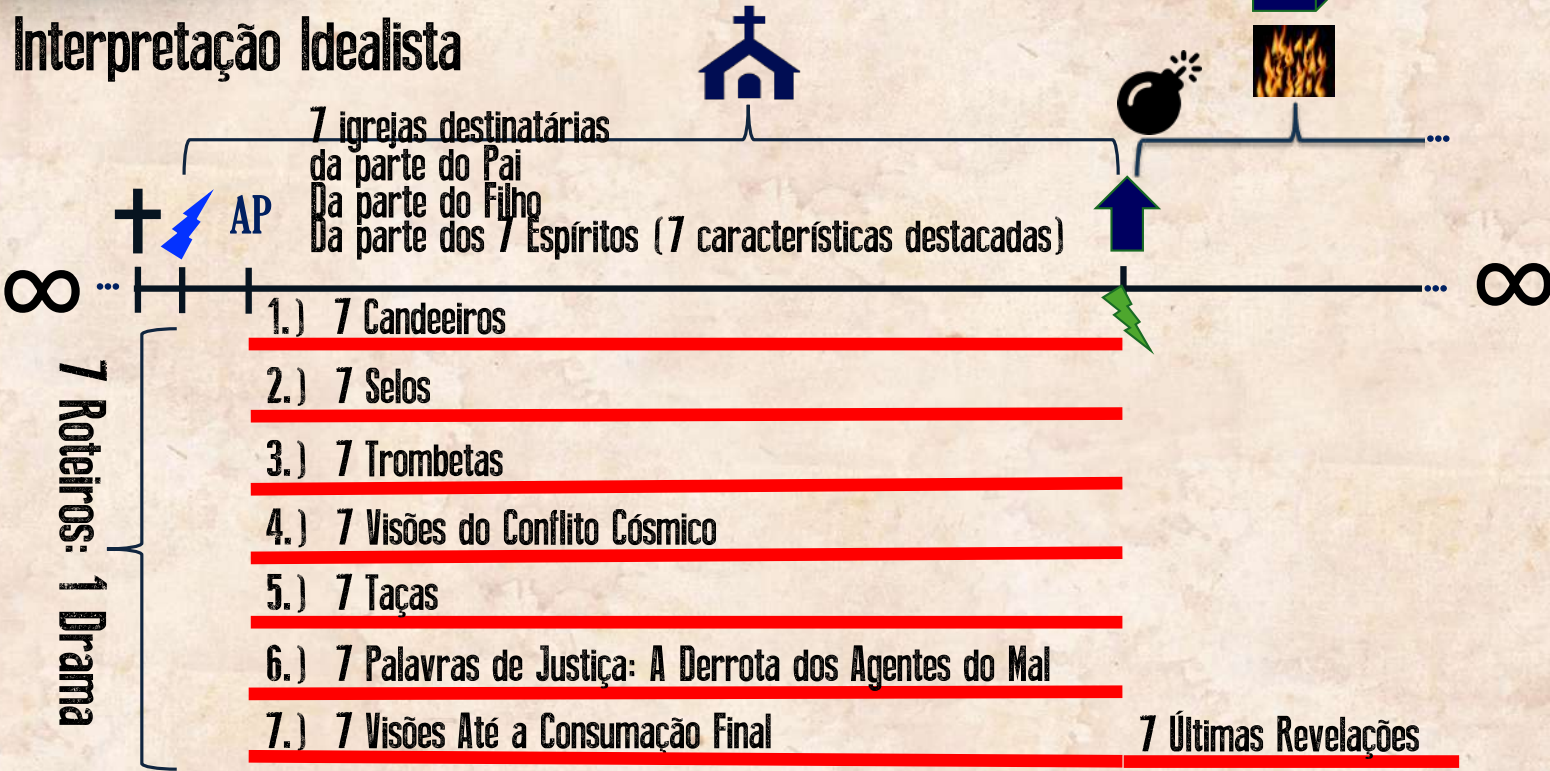 Interpretação Idealista
7 igrejas destinatárias
da parte do Pai
Da parte do Filho
AP
Da parte dos 7 Espíritos (7 características destacadas)
∞ ... ... ∞
1.) 7 Candeeiros
2.) 7 Selos
3.) 7 Trombetas
4.) 7 Visões do Conflito Cósmico
5.) 7 Taças
6.) 7 Palavras de Justiça: A Derrota dos Agentes do Mal
7.) 7 Visões Até a Consumação Final
7 Últimas Revelações
7 Roteiros: 1 Drama